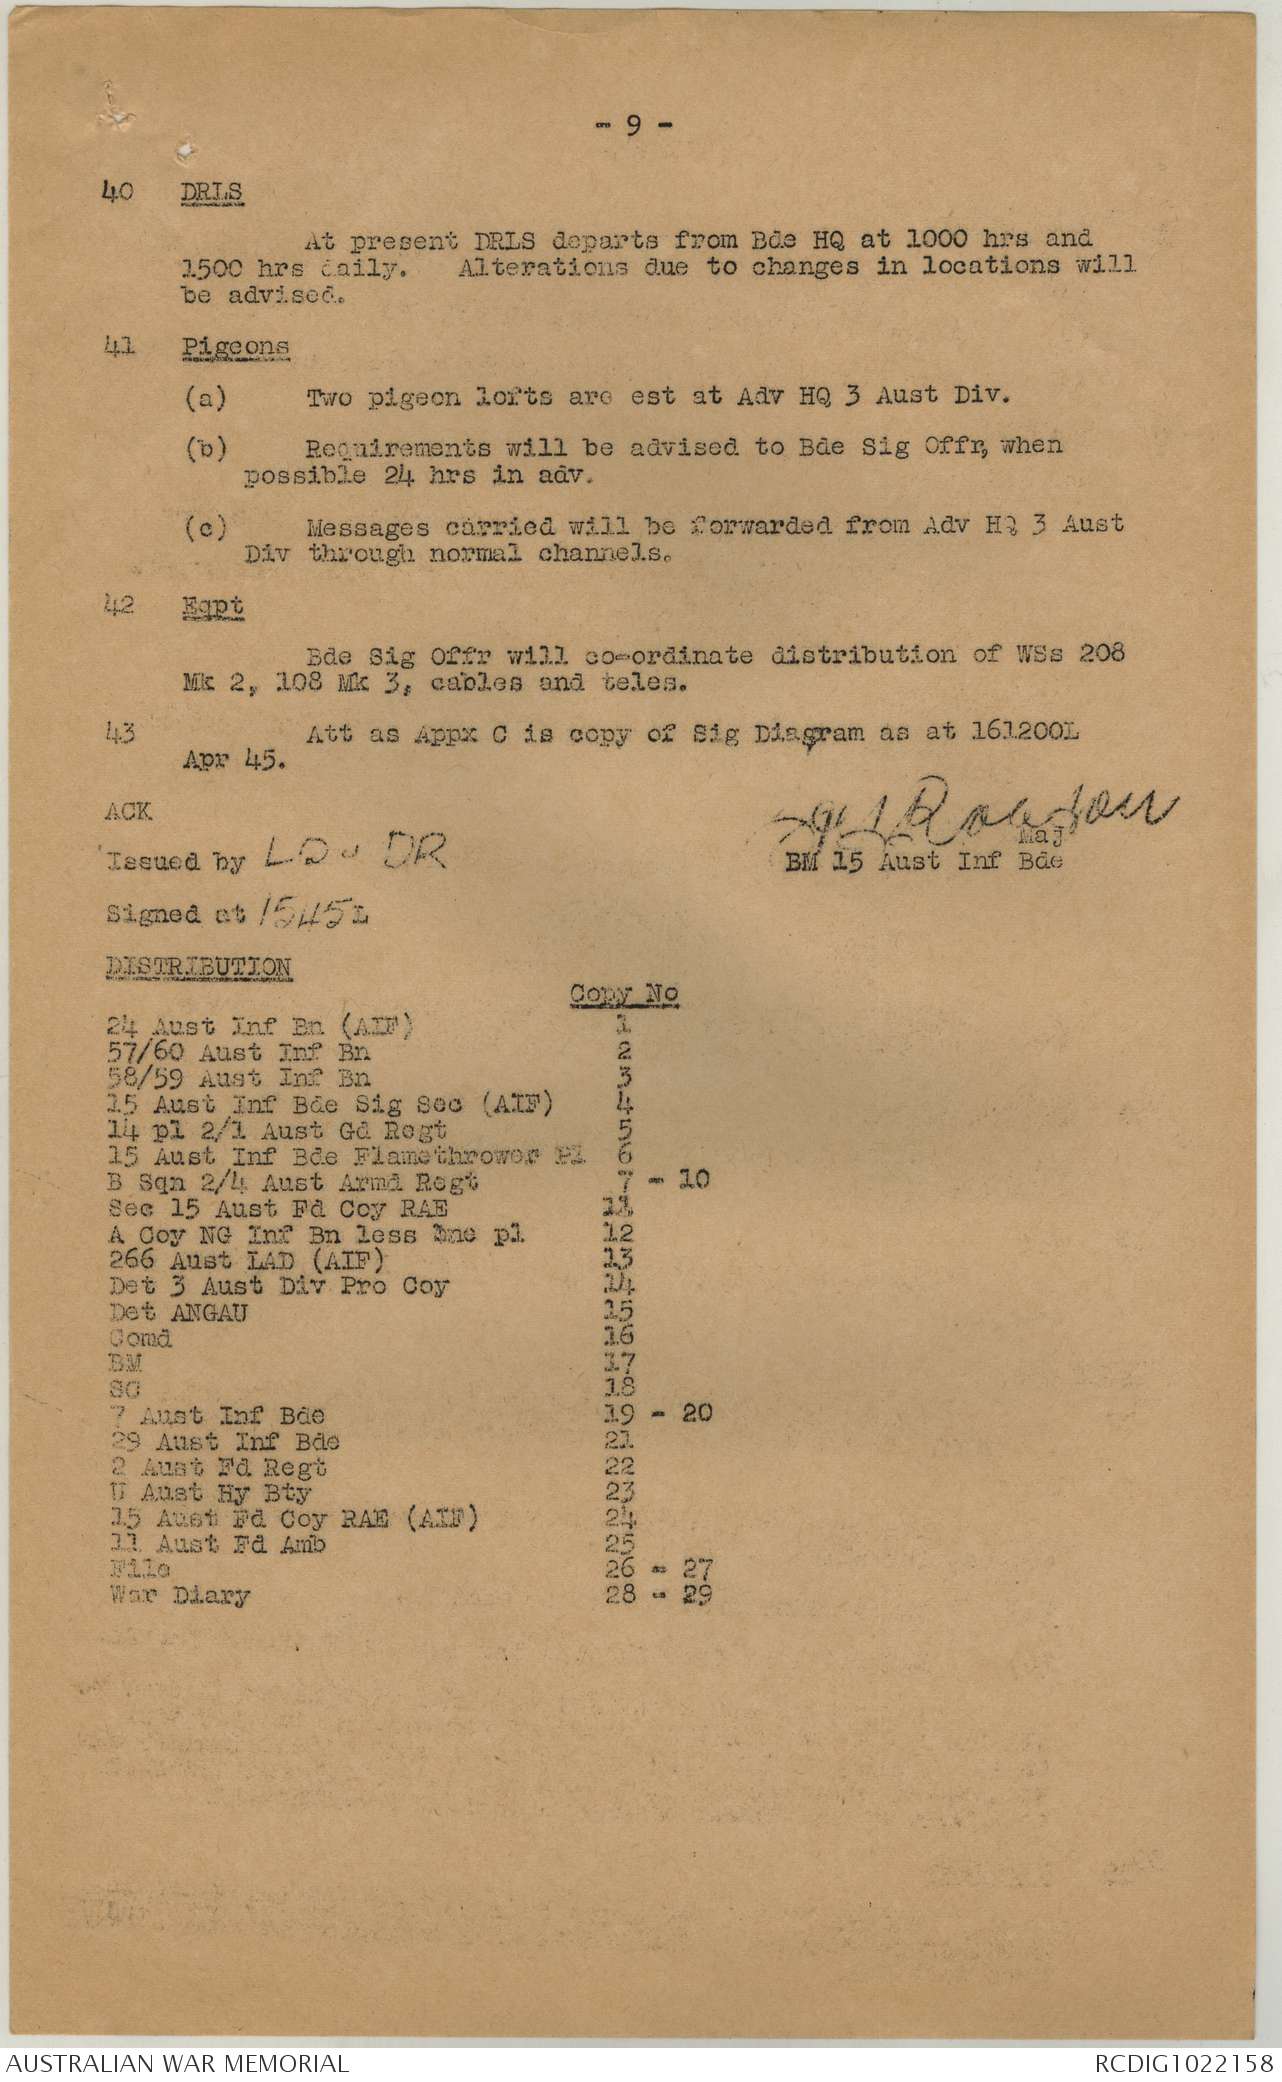 - 9 -
40 DRLS
At present DRLS departs from Bde HQ at 1000 hrs and
1500 hrs daily. Alterations due to changes in locations will
be advised.
41 Pigeons
(a) Two pigeon lofts are est at Adv HQ 3 Aust Div.
(b) Requirements will be advised to Bde Sig Offr, when
possible 24 hrs in adv.
(c) Messages carried will be forwarded from Adv HQ 3 Aust
Div through normal channels.
42 Eqpt
Bde Sig Offr will co-ordinate distribution of WSs 208
Mk 2, 108 Mk 3, cables and teles.
43 Att as Appx C is copy of Sig Diagram as at 161200L
Apr 45.
ACK
Maj
Issued by LO & DR
BM 15 Aust Inf Bde
Signed at 1545L
DISTRIBUTION
Copy No
24 Aust Inf Bn (AIF) 1
57/60 Aust Inf Bn 2
58/59 Aust Inf Bn 3
15 Aust Inf Bde Sig Sec (AIF) 4
14 pl 2/1 Aust Gd Regt 5
15 Aust Inf Bde Flamethrower Pl 6
B Sqn 2/4 Aust Armd Regt 7 - 10
Sec 15 Aust Fd Coy RAE 11
A Coy NG Inf Bn less one pl 12
266 Aust LAD (AIF) 13
Det 3 Aust Div Pro Coy 14
Det ANGAU 15
Comd 16
BM 17
SC 18
7 Aust Inf Bde 19 - 20
29 Aust Inf Bde 21
2 Aust Fd Regt 22
U Aust Hy Bty 23
15 Aust Fd Coy RAE (AIF) 24
11 Aust Fd Amb 25
File 26 - 27
War Diary 28 - 29
AUSTRALIAN WAR MEMORIAL RCDIG1022158